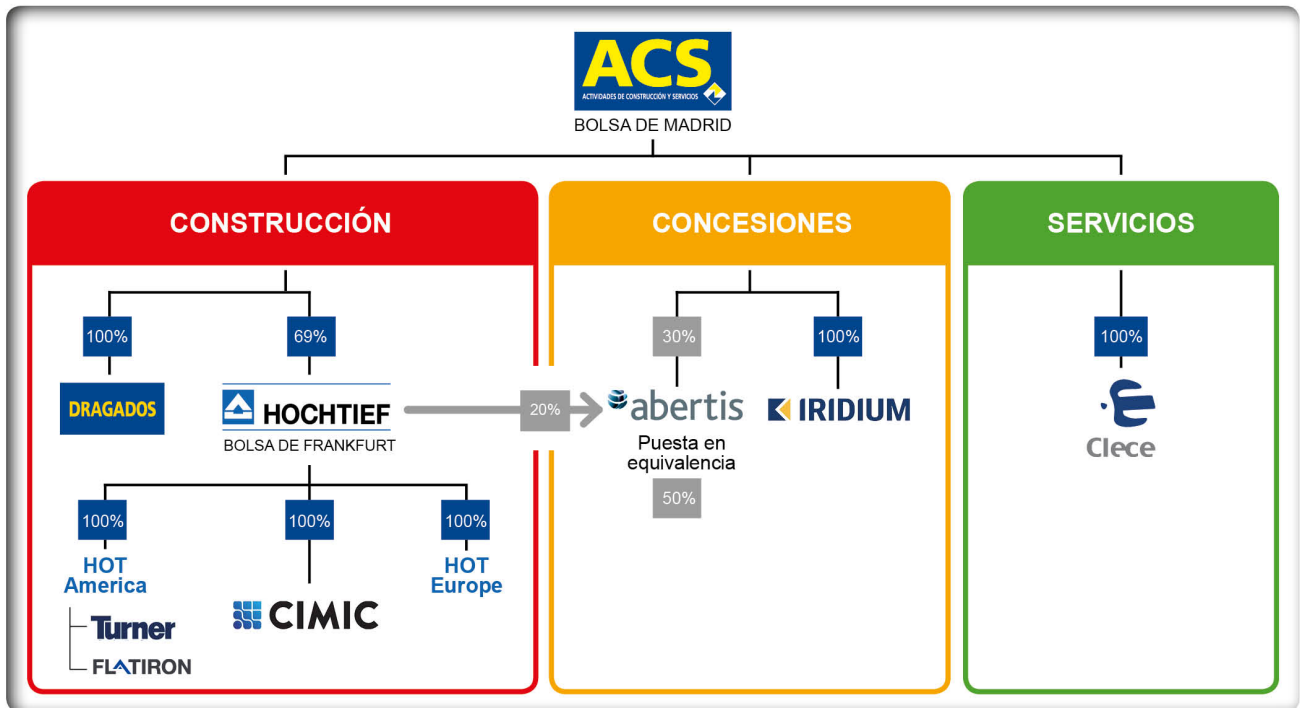 ACS
ACTIVIDADES DE CONSTRUCCIÓN Y SERVICIOS
BOLSA DE MADRID
CONSTRUCCIÓN
100%
69%
DRAGADOS
HOCHTIEF
BOLSA DE FRANKFURT
20%
100%
100%
100%
HOT
America
Turner
FLATIRON
CIMIC
HOT
Europe
CONCESIONES
30%
100%
abertis
IRIDIUM
Puesta en
equivalencia
50%
SERVICIOS
100%
Clece